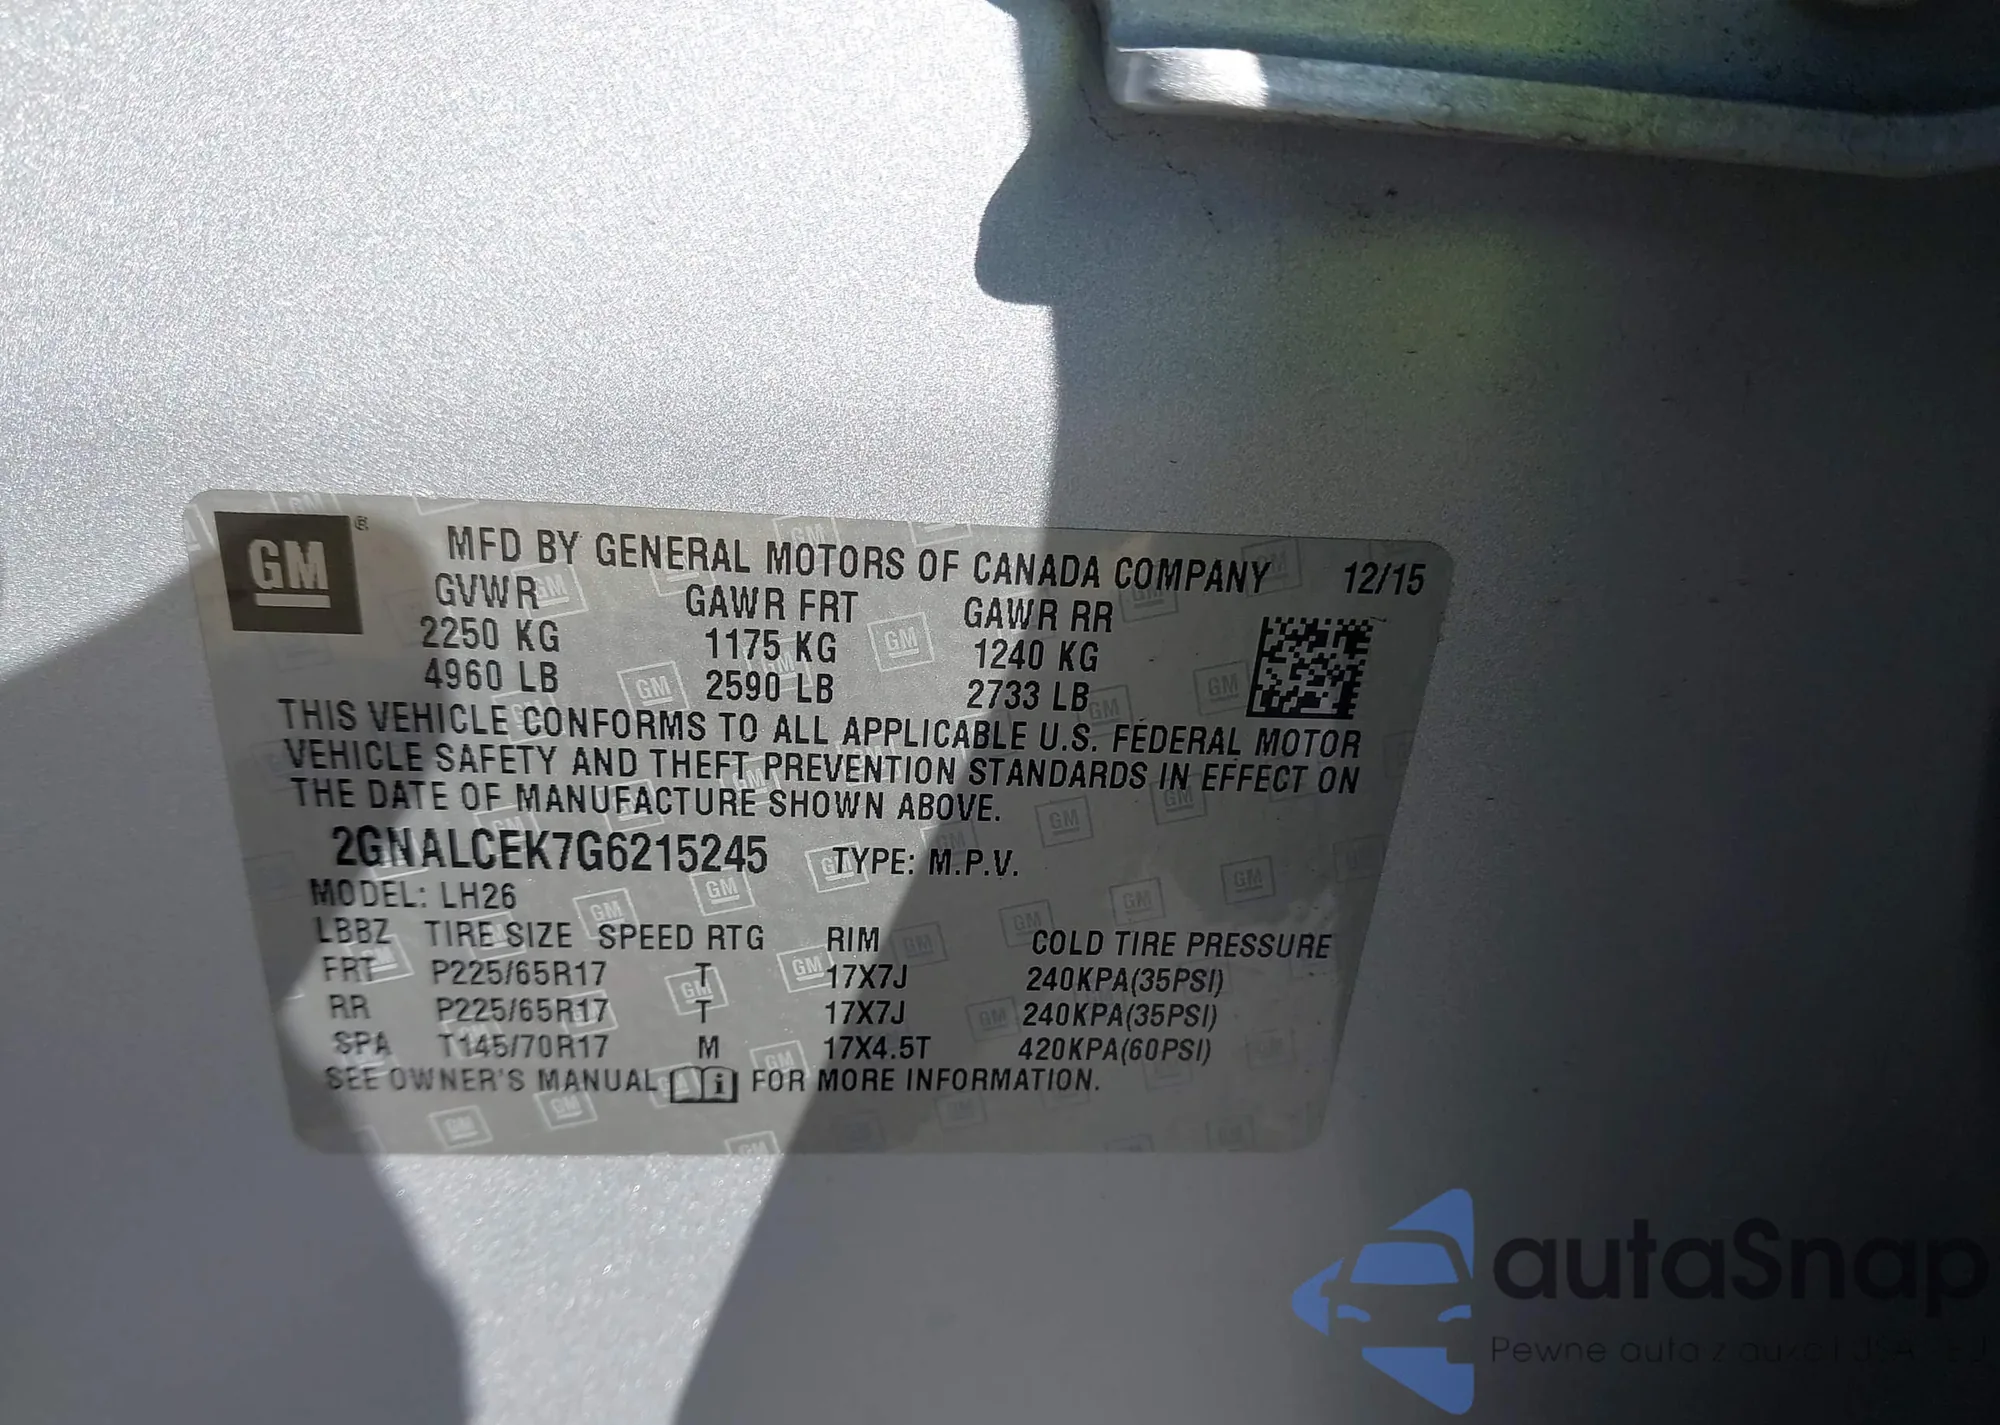 GM
MFD BY GENERAL MOTORS OF CANADA COMPANY 12/15
GVWR GAWR FRT GAWR RR
2250 KG 1175 KG 1240 KG
4960 LB 2590 LB 2733 LB
THIS VEHICLE CONFORMS TO ALL APPLICABLE U.S. FEDERAL MOTOR
VEHICLE SAFETY AND THEFT PREVENTION STANDARDS IN EFFECT ON
THE DATE OF MANUFACTURE SHOWN ABOVE.
2GNALCEK7G6215245 TYPE: M.P.V.
MODEL: LH26
LBBZ TIRE SIZE SPEED RTG RIM COLD TIRE PRESSURE
FRT P225/65R17 T 17X7J 240KPA(35PSI)
RR P225/65R17 T 17X7J 240KPA(35PSI)
SPA T145/70R17 M 17X4.5T 420KPA(60PSI)
SEE OWNER'S MANUAL i FOR MORE INFORMATION.
autaSnap
Pewne auta z aukcji